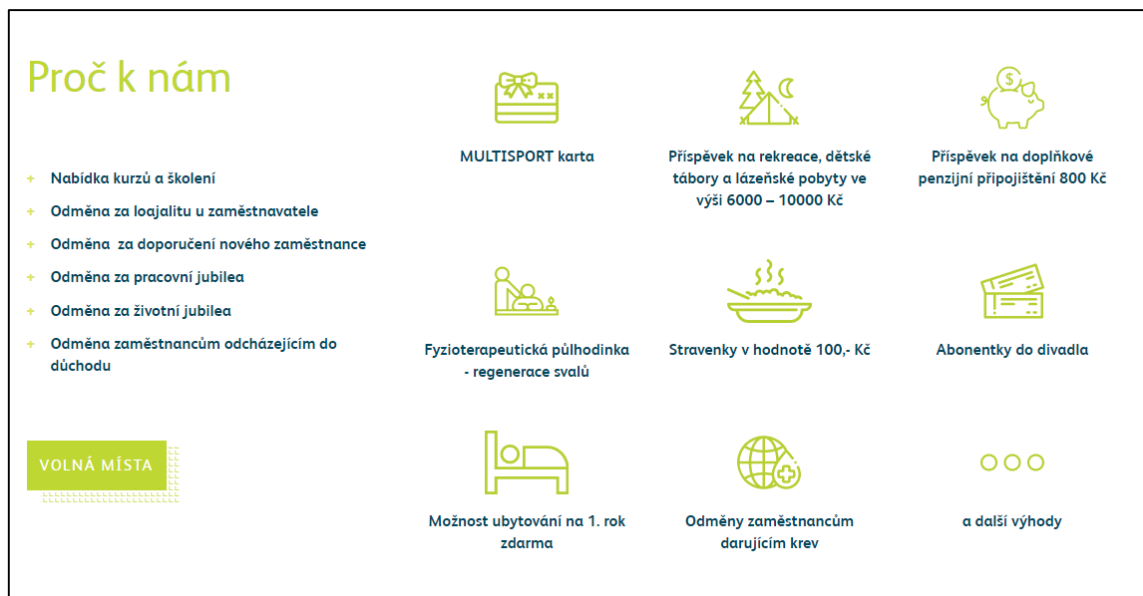 Proč k nám
+ Nabídka kurzů a školení
+ Odměna za loajalitu u zaměstnavatele
+ Odměna za doporučení nového zaměstnance
+ Odměna za pracovní jubilea
+ Odměna za životní jubilea
+ Odměna zaměstnancům odcházejícím do
důchodu
VOLNÁ MÍSTA
MULTISPORT karta
Příspěvek na rekreace, dětské
tábory a lázeňské pobyty ve
výši 6000 – 10000 Kč
$
Příspěvek na doplňkové
penzijní připojištění 800 Kč
Fyzioterapeutická půlhodinka
- regenerace svalů
Stravenky v hodnotě 100,- Kč
Abonentky do divadla
Možnost ubytování na 1. rok
zdarma
Odměny zaměstnancům
darujícím krev
a další výhody